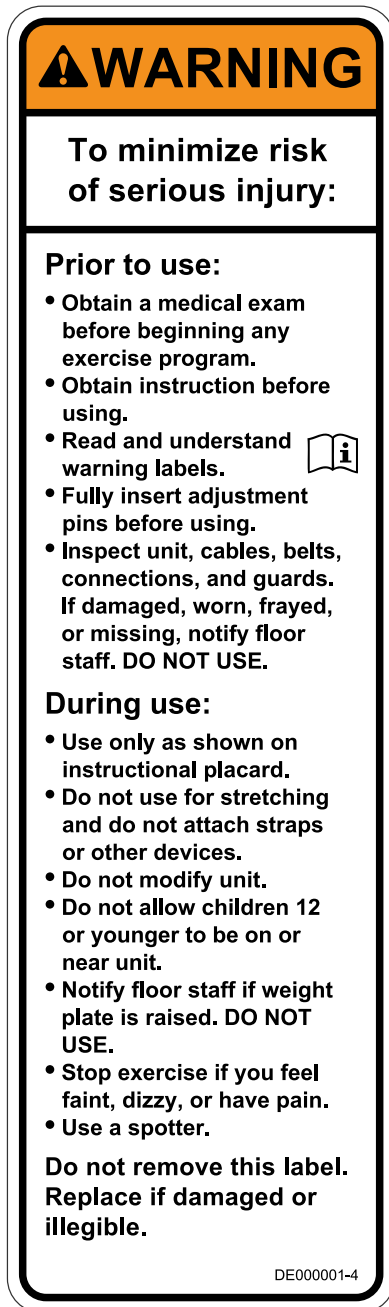 WARNING
To minimize risk
of serious injury:
Prior to use:
• Obtain a medical exam
before beginning any
exercise program.
• Obtain instruction before
using.
• Read and understand
warning labels.
• Fully insert adjustment
pins before using.
• Inspect unit, cables, belts,
connections, and guards.
If damaged, worn, frayed,
or missing, notify floor
staff. DO NOT USE.
During use:
• Use only as shown on
instructional placard.
• Do not use for stretching
and do not attach straps
or other devices.
• Do not modify unit.
• Do not allow children 12
or younger to be on or
near unit.
• Notify floor staff if weight
plate is raised. DO NOT
USE.
• Stop exercise if you feel
faint, dizzy, or have pain.
• Use a spotter.
Do not remove this label.
Replace if damaged or
illegible.
DE000001-4